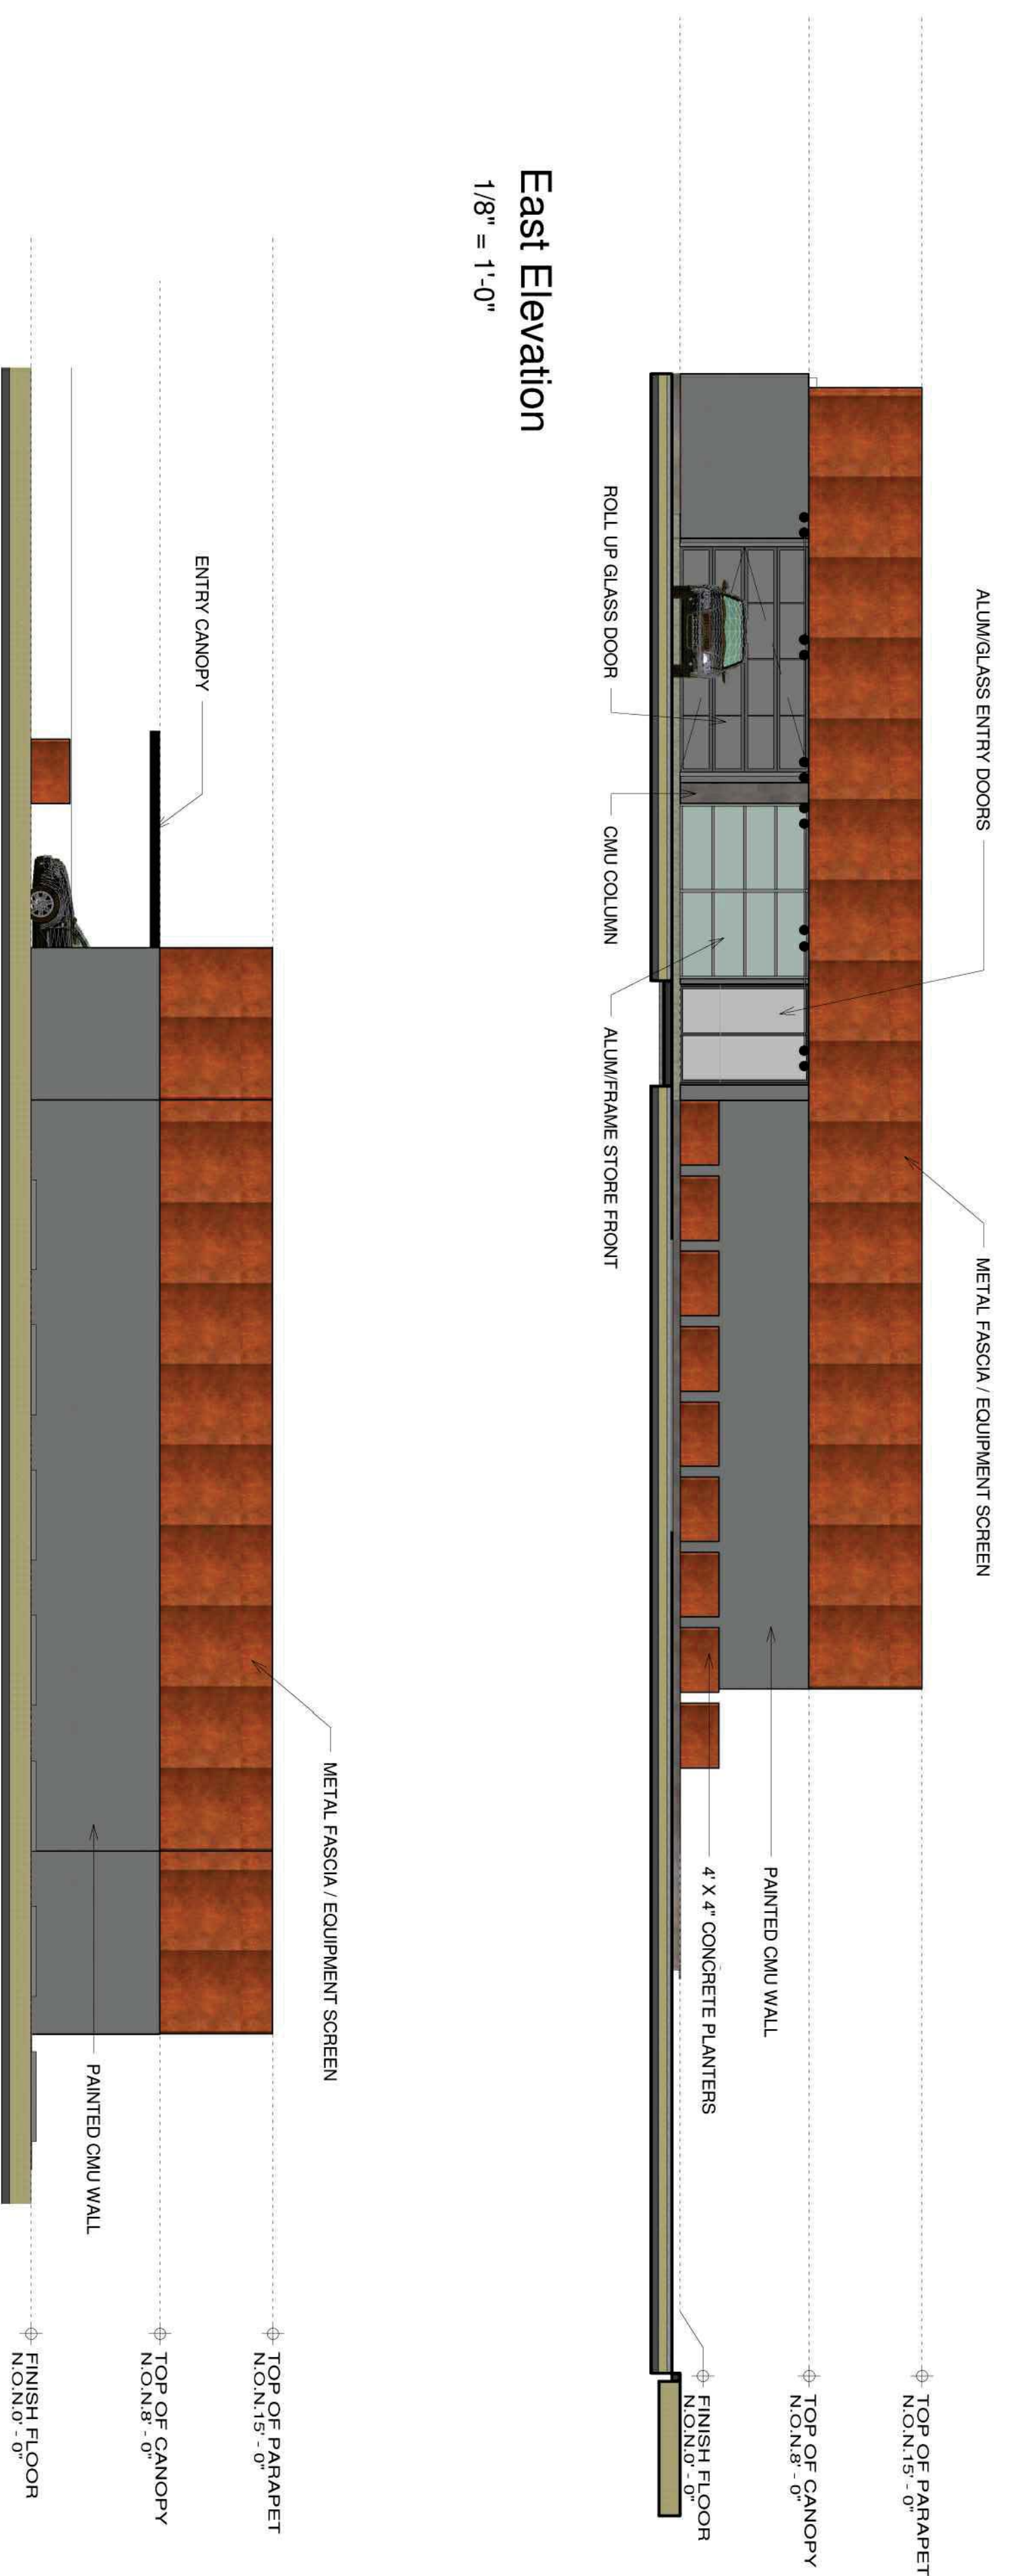 ALUM/GLASS ENTRY DOORS
METAL FASCIA / EQUIPMENT SCREEN
TOP OF PARAPET
N.O.N.15' - 0"
TOP OF CANOPY
N.O.N.8' - 0"
PAINTED CMU WALL
4' X 4" CONCRETE PLANTERS
FINISH FLOOR
N.O.N.0' - 0"
ROLL UP GLASS DOOR
CMU COLUMN
ALUM/FRAME STORE FRONT
East Elevation
1/8" = 1'-0"
METAL FASCIA / EQUIPMENT SCREEN
TOP OF PARAPET
N.O.N.15' - 0"
ENTRY CANOPY
TOP OF CANOPY
N.O.N.8' - 0"
PAINTED CMU WALL
FINISH FLOOR
N.O.N.0' - 0"